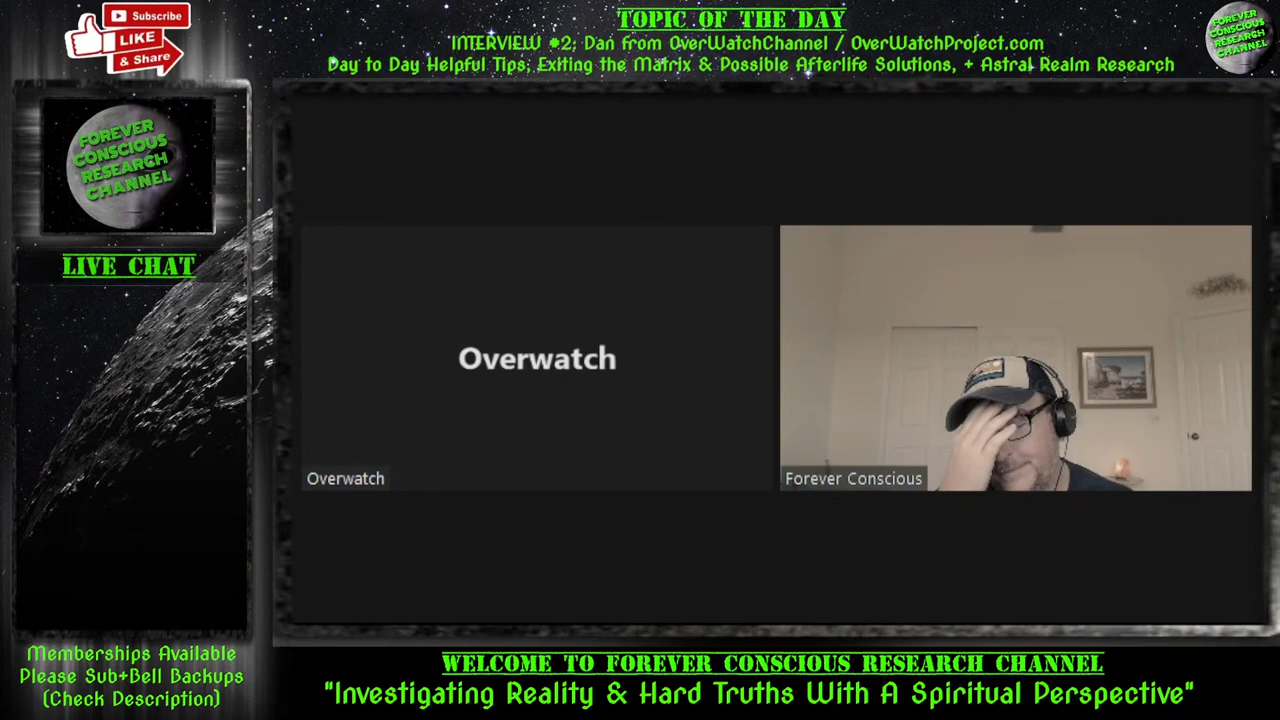 Subscribe
LIKE
& Share
TOPIC OF THE DAY
INTERVIEW #2; Dan from OverWatchChannel / OverWatchProject.com
Day to Day Helpful Tips; Exiting the Matrix & Possible Afterlife Solutions, + Astral Realm Research
FOREVER
CONSCIOUS
RESEARCH
CHANNEL
FOREVER
CONSCIOUS
RESEARCH
CHANNEL
LIVE CHAT
Overwatch
Overwatch
Forever Conscious
Memberships Available
Please Sub+Bell Backups
(Check Description)
WELCOME TO FOREVER CONSCIOUS RESEARCH CHANNEL
"Investigating Reality & Hard Truths With A Spiritual Perspective"